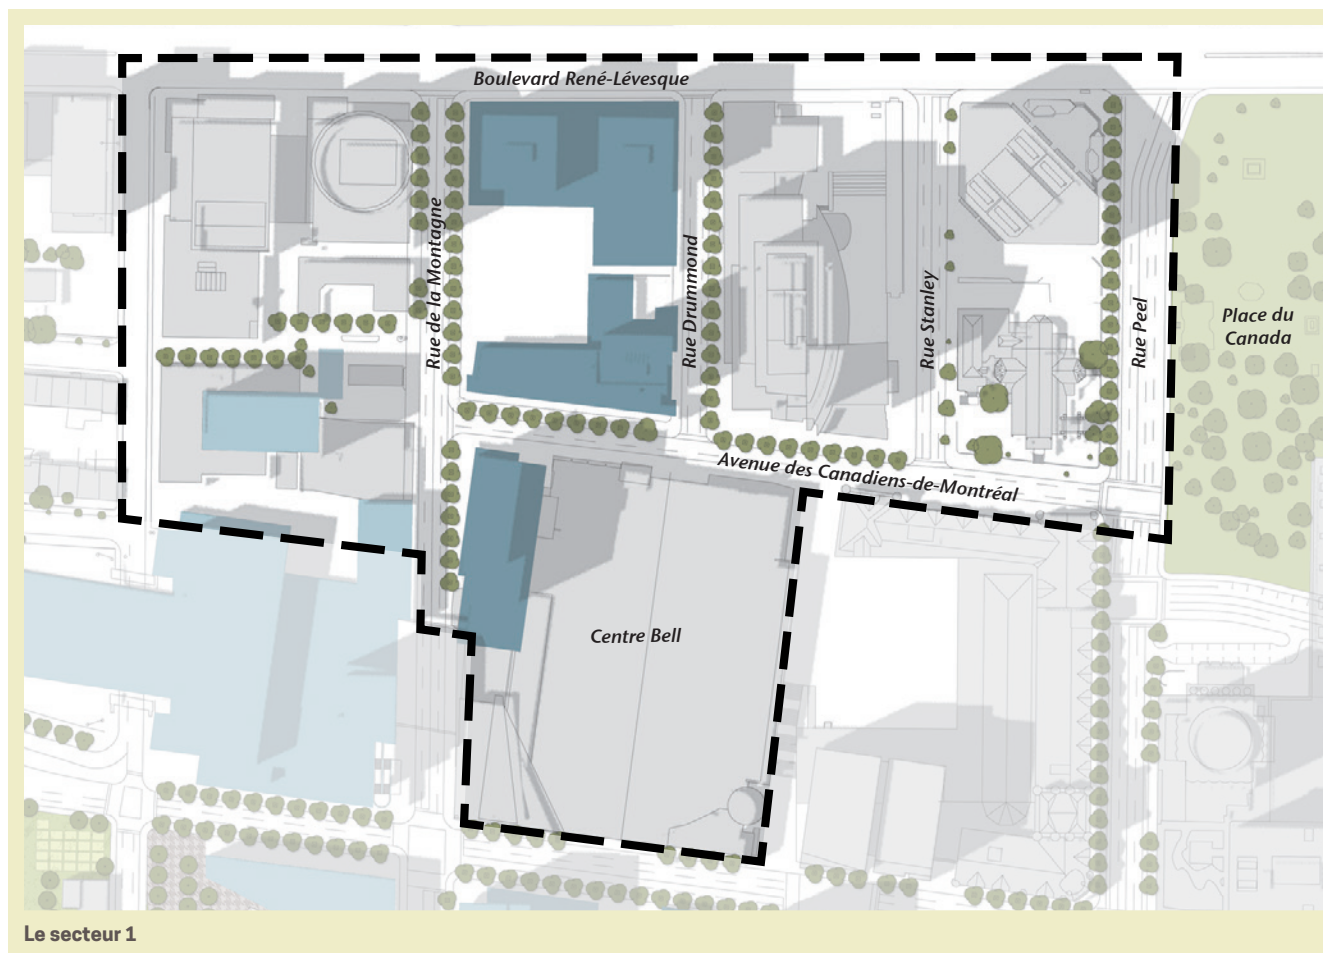 Boulevard René-Lévesque
Rue de la Montagne
Rue Drummond
Rue Stanley
Rue Peel
Place du
Canada
Avenue des Canadiens-de-Montréal
Centre Bell
Le secteur 1